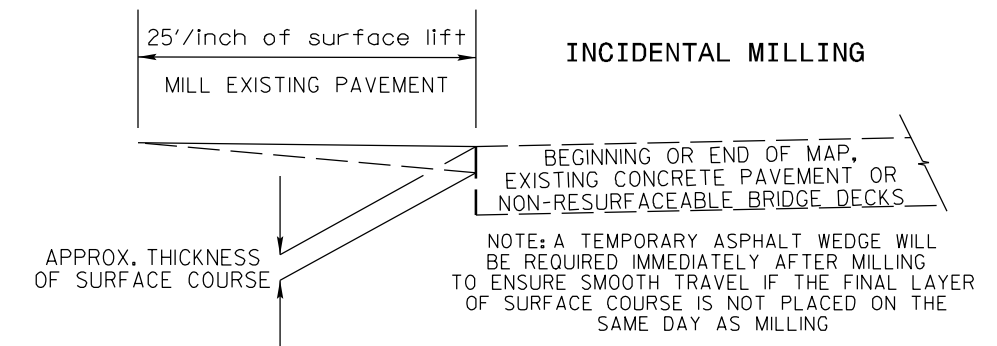 25'/inch of surface lift
INCIDENTAL MILLING
MILL EXISTING PAVEMENT
BEGINNING OR END OF MAP,
EXISTING CONCRETE PAVEMENT OR
NON-RESURFACEABLE BRIDGE DECKS
APPROX. THICKNESS
OF SURFACE COURSE
NOTE: A TEMPORARY ASPHALT WEDGE WILL
BE REQUIRED IMMEDIATELY AFTER MILLING
TO ENSURE SMOOTH TRAVEL IF THE FINAL LAYER
OF SURFACE COURSE IS NOT PLACED ON THE
SAME DAY AS MILLING